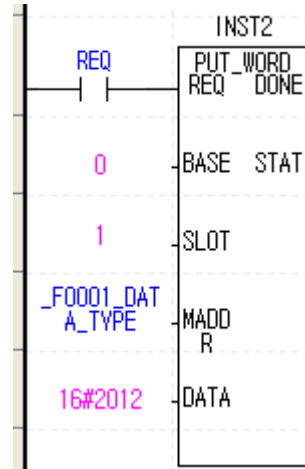 INST2
REQ PUT_WORD
REQ DONE
0 BASE STAT
1 SLOT
_F0001_DAT
A_TYPE MADD
R
16#2012 DATA